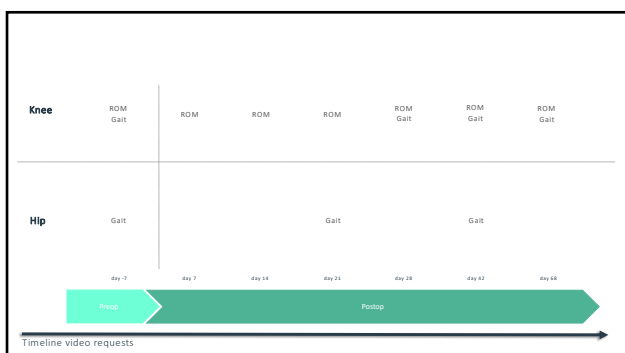 Knee
ROM
Gait
ROM
ROM
ROM
ROM
Gait
ROM
Gait
ROM
Gait
Hip
Gait
Gait
Gait
day -7
day 7
day 14
day 21
day 28
day 42
day 68
Preop
Postop
Timeline video requests